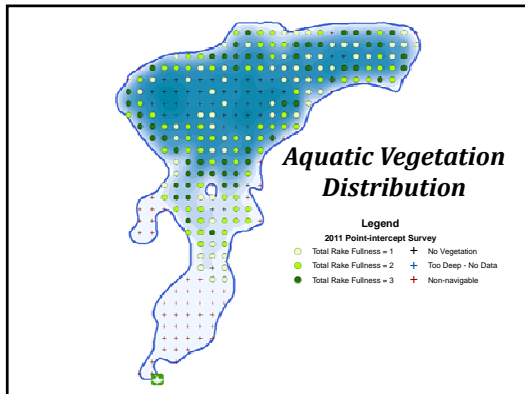 Aquatic Vegetation
Distribution
Legend
2011 Point-intercept Survey
Total Rake Fullness = 1
No Vegetation
Total Rake Fullness = 2
Too Deep - No Data
Total Rake Fullness = 3
Non-navigable